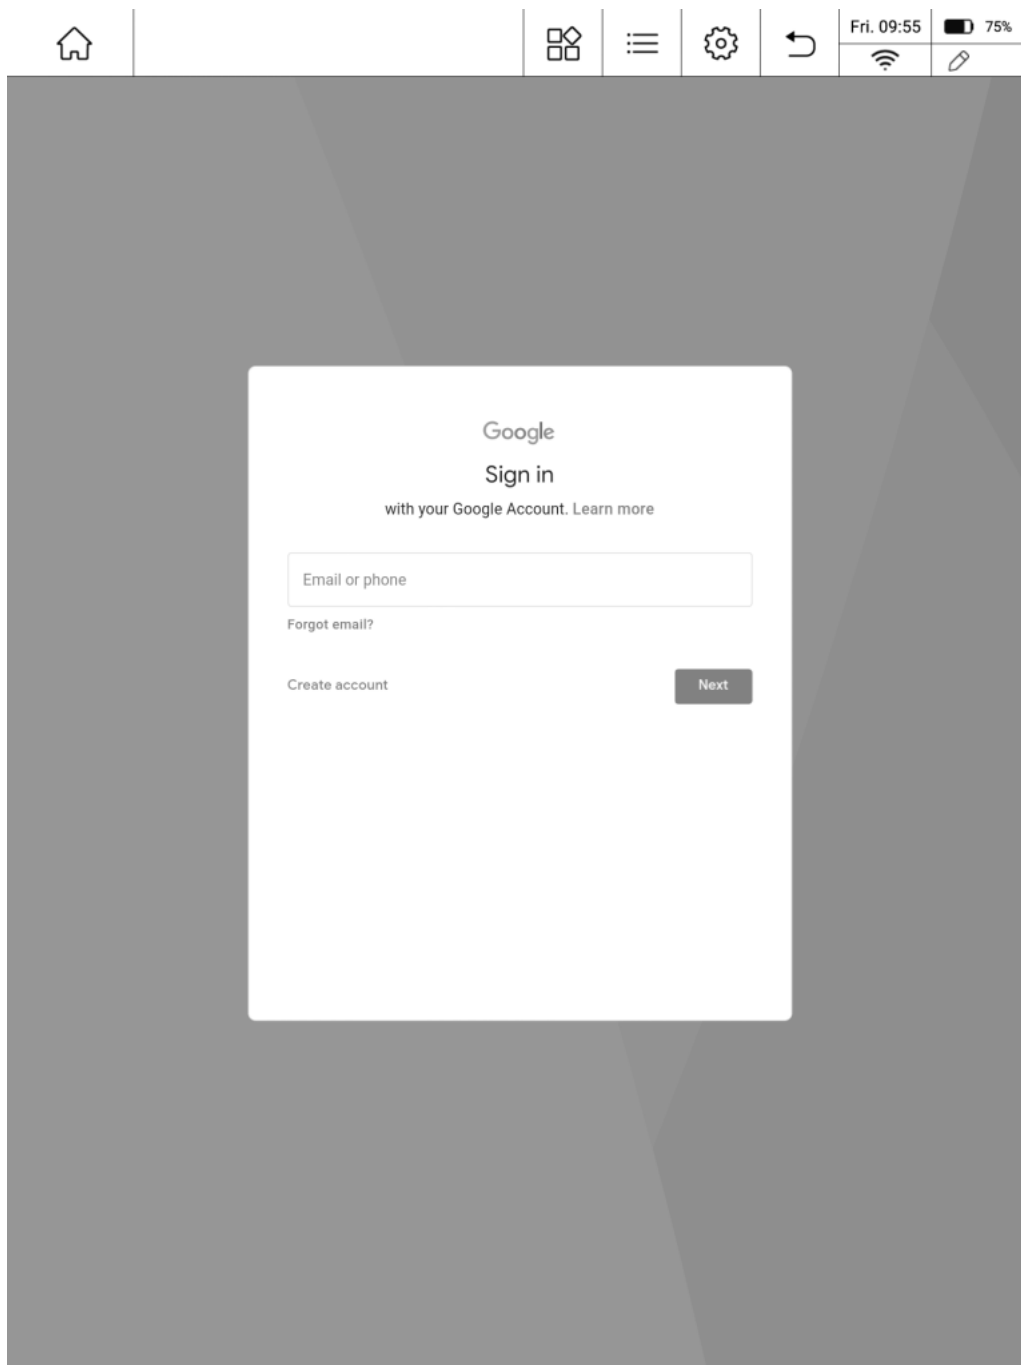 Fri. 09:55
75%
Google
Sign in
with your Google Account. Learn more
Email or phone
Forgot email?
Create account
Next